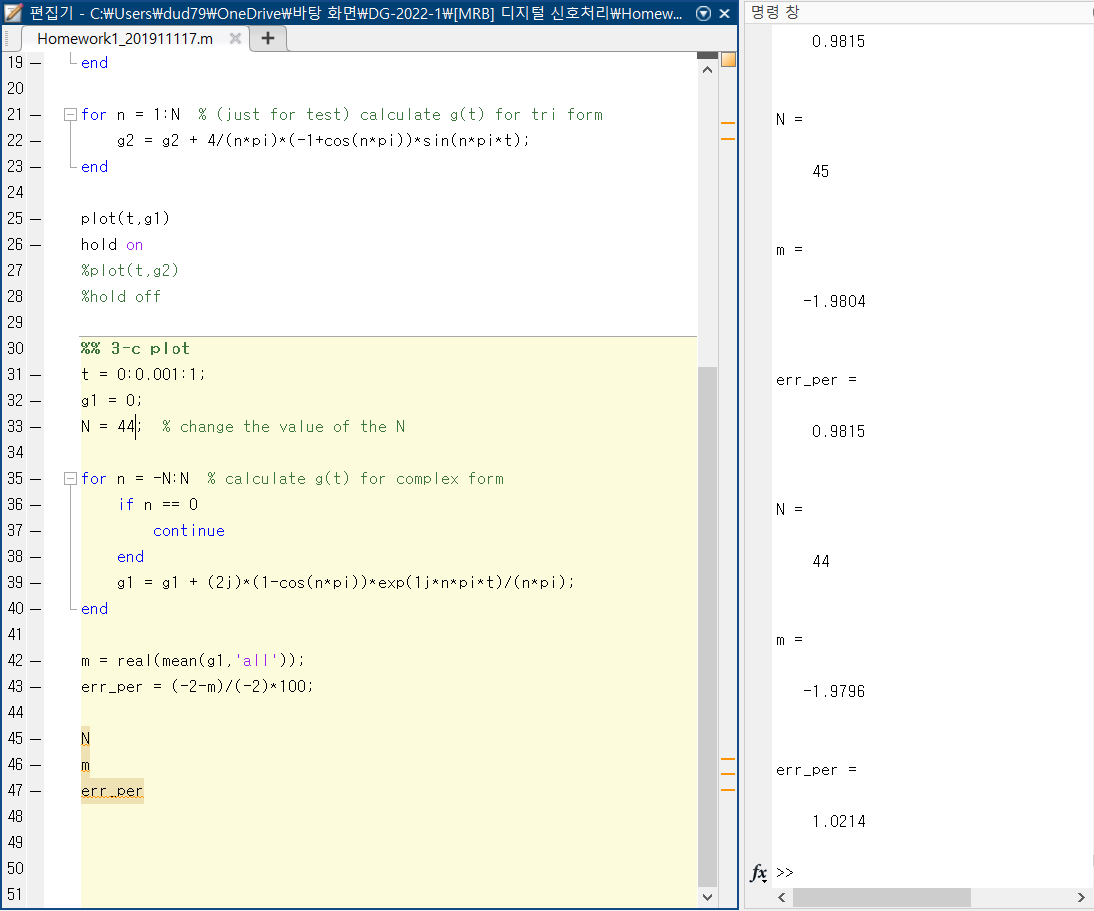 편집기 - C:₩Users₩dud79₩OneDrive₩바탕 화면₩DG-2022-1₩[MRB] 디지털 신호처리₩Homew...
Homework1_201911117.m
19 end
20
21 for n = 1:N % (just for test) calculate g(t) for tri form
22 g2 = g2 + 4/(n*pi)*(-1+cos(n*pi))*sin(n*pi*t);
23 end
24
25 plot(t,g1)
26 hold on
27 %plot(t,g2)
28 %hold off
29
30 %% 3-c plot
31 t = 0:0.001:1;
32 g1 = 0;
33 N = 44; % change the value of the N
34
35 for n = -N:N % calculate g(t) for complex form
36 if n == 0
37 continue
38 end
39 g1 = g1 + (2j)*(1-cos(n*pi))*exp(1j*n*pi*t)/(n*pi);
40 end
41
42 m = real(mean(g1,'all'));
43 err_per = (-2-m)/(-2)*100;
44
45 N
46 m
47 err_per
48
49
50
51
명령 창
0.9815
N =
45
m =
-1.9804
err_per =
0.9815
N =
44
m =
-1.9796
err_per =
1.0214
fx >>